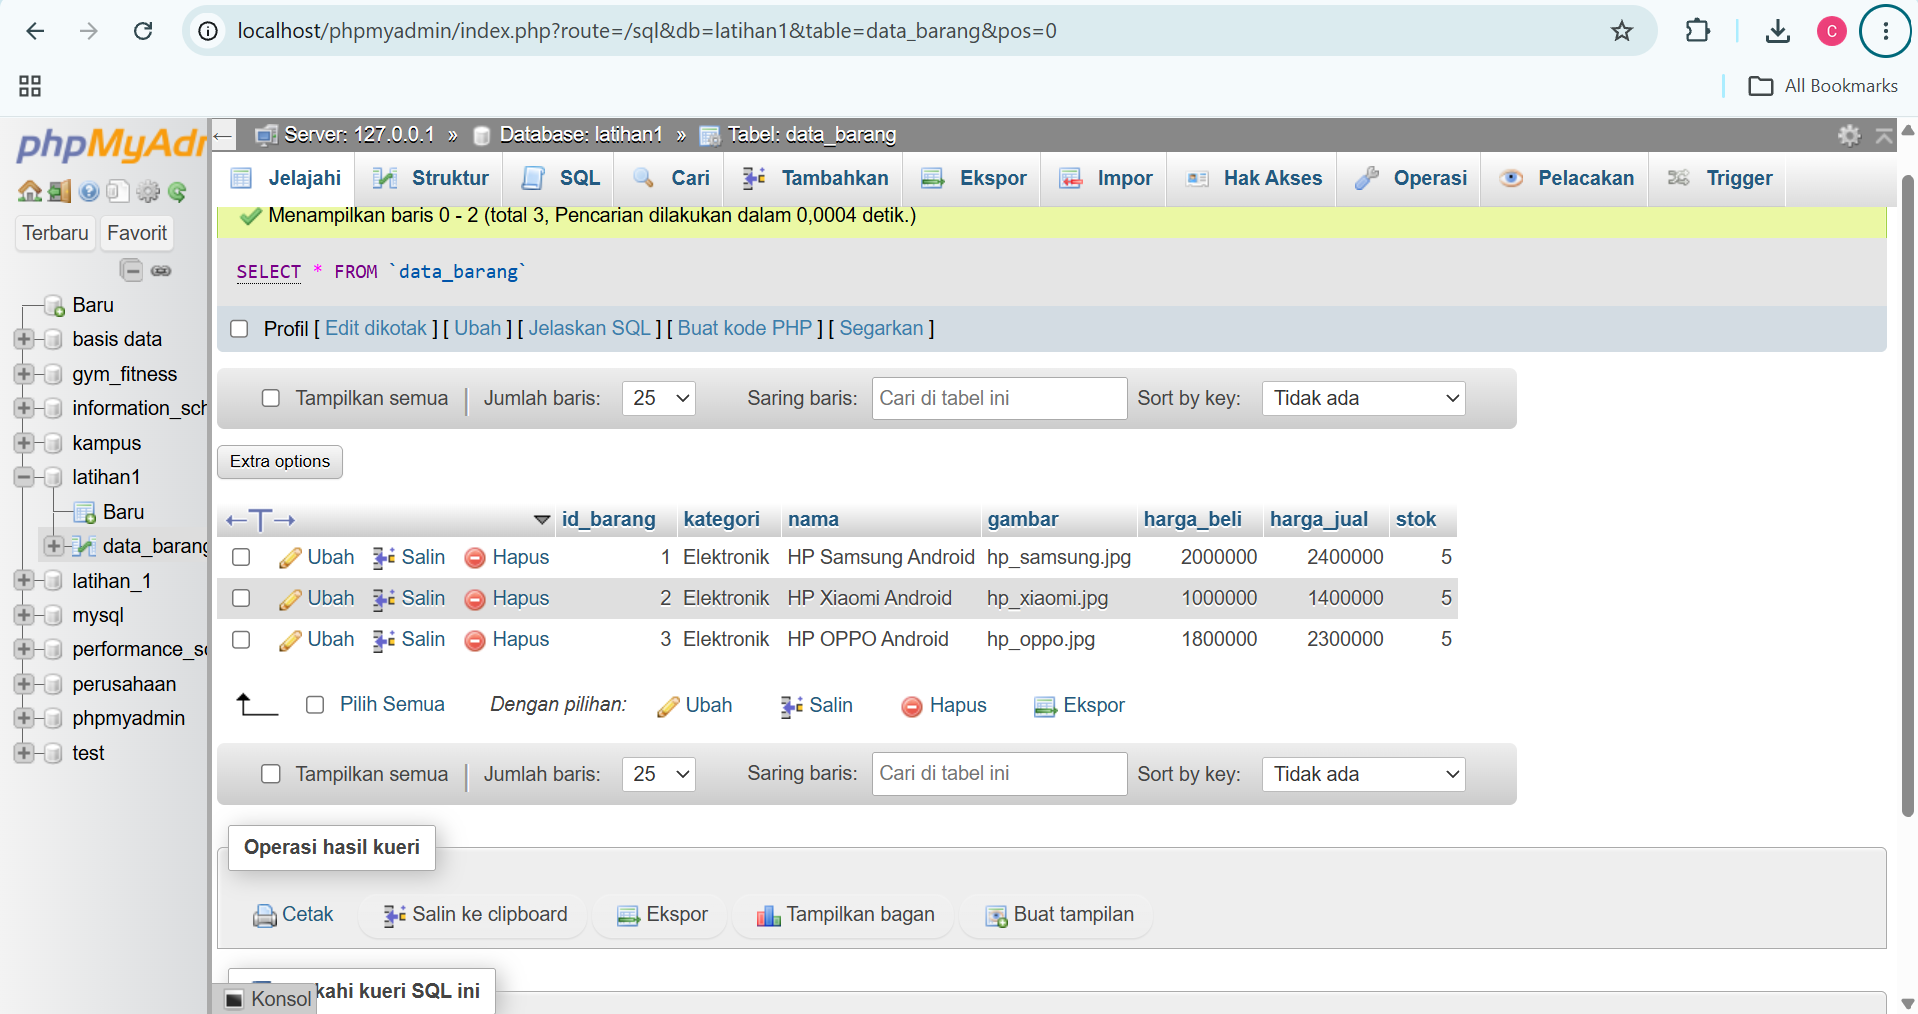 localhost/phpmyadmin/index.php?route=/sql&db=latihan1&table=data_barang&pos=0
C
All Bookmarks
phpMyAdm
Terbaru Favorit
Baru
basis data
gym_fitness
information_sch
kampus
latihan1
Baru
data_barang
latihan_1
mysql
performance_sc
perusahaan
phpmyadmin
test
Server: 127.0.0.1 » Database: latihan1 » Tabel: data_barang
Jelajahi Struktur SQL Cari Tambahkan Ekspor Impor Hak Akses Operasi Pelacakan Trigger
Menampilkan baris 0 - 2 (total 3, Pencarian dilakukan dalam 0,0004 detik.)
SELECT * FROM `data_barang`
Profil [ Edit dikotak ] [ Ubah ] [ Jelaskan SQL ] [ Buat kode PHP ] [ Segarkan ]
Tampilkan semua Jumlah baris: 25 Saring baris: Cari di tabel ini Sort by key: Tidak ada
Extra options
←T→ id_barang kategori nama gambar harga_beli harga_jual stok
Ubah Salin Hapus 1 Elektronik HP Samsung Android hp_samsung.jpg 2000000 2400000 5
Ubah Salin Hapus 2 Elektronik HP Xiaomi Android hp_xiaomi.jpg 1000000 1400000 5
Ubah Salin Hapus 3 Elektronik HP OPPO Android hp_oppo.jpg 1800000 2300000 5
Pilih Semua Dengan pilihan: Ubah Salin Hapus Ekspor
Tampilkan semua Jumlah baris: 25 Saring baris: Cari di tabel ini Sort by key: Tidak ada
Operasi hasil kueri
Cetak Salin ke clipboard Ekspor Tampilkan bagan Buat tampilan
kahi kueri SQL ini
Konsol